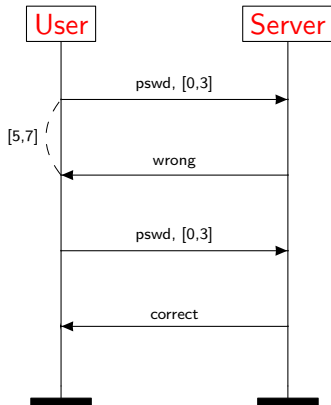 User Server
pswd, [0,3]
[5,7]
wrong
pswd, [0,3]
correct